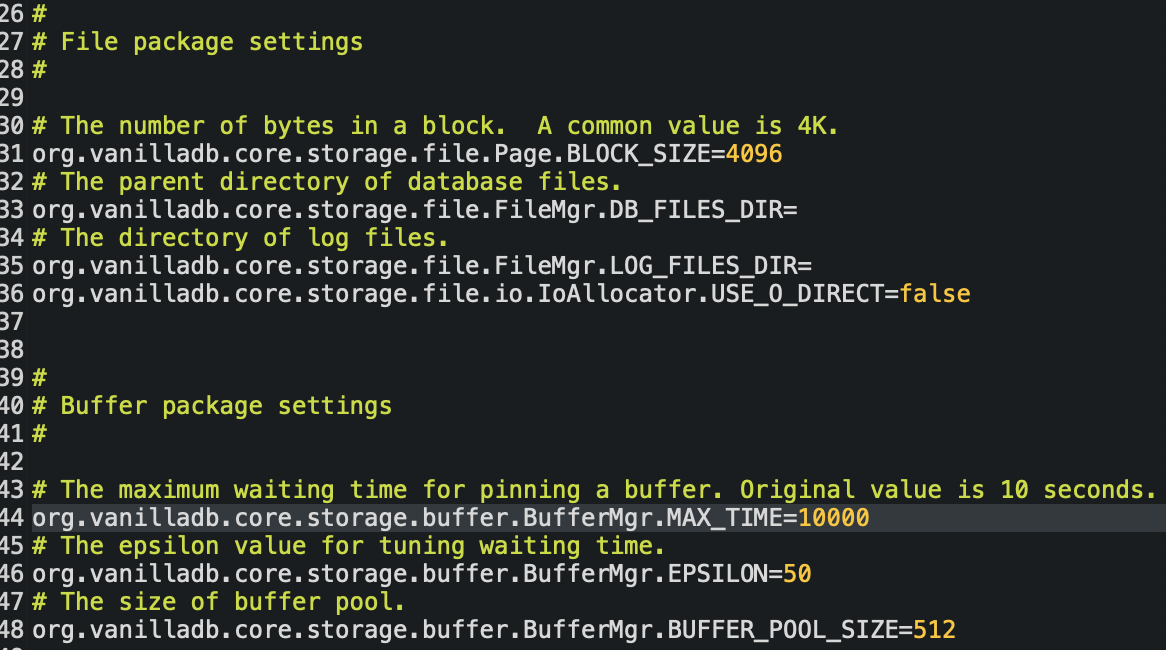 26 #
27 # File package settings
28 #
29
30 # The number of bytes in a block.  A common value is 4K.
31 org.vanilladb.core.storage.file.Page.BLOCK_SIZE=4096
32 # The parent directory of database files.
33 org.vanilladb.core.storage.file.FileMgr.DB_FILES_DIR=
34 # The directory of log files.
35 org.vanilladb.core.storage.file.FileMgr.LOG_FILES_DIR=
36 org.vanilladb.core.storage.file.io.IoAllocator.USE_O_DIRECT=false
37
38
39 #
40 # Buffer package settings
41 #
42
43 # The maximum waiting time for pinning a buffer. Original value is 10 seconds.
44 org.vanilladb.core.storage.buffer.BufferMgr.MAX_TIME=10000
45 # The epsilon value for tuning waiting time.
46 org.vanilladb.core.storage.buffer.BufferMgr.EPSILON=50
47 # The size of buffer pool.
48 org.vanilladb.core.storage.buffer.BufferMgr.BUFFER_POOL_SIZE=512